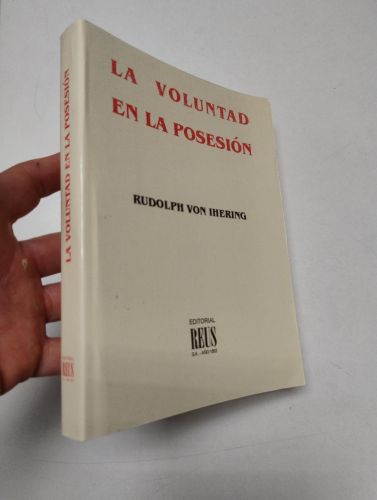 LA VOLUNTAD
EN LA POSESIÓN
RUDOLPH VON IHERING
EDITORIAL
REUS
LA VOLUNTAD EN LA POSESIÓN
REUS